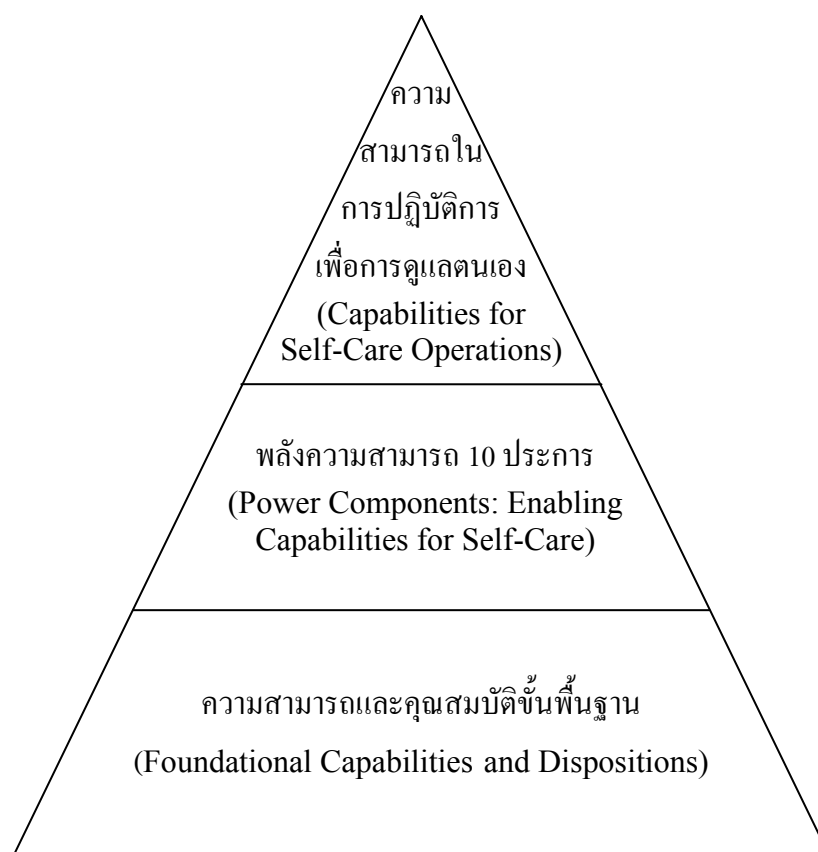 ความ
สามารถใน
การปฏิบัติการ
เพื่อการดูแลตนเอง
(Capabilities for
Self-Care Operations)
พลังความสามารถ 10 ประการ
(Power Components: Enabling
Capabilities for Self-Care)
ความสามารถและคุณสมบัติขั้นพื้นฐาน
(Foundational Capabilities and Dispositions)